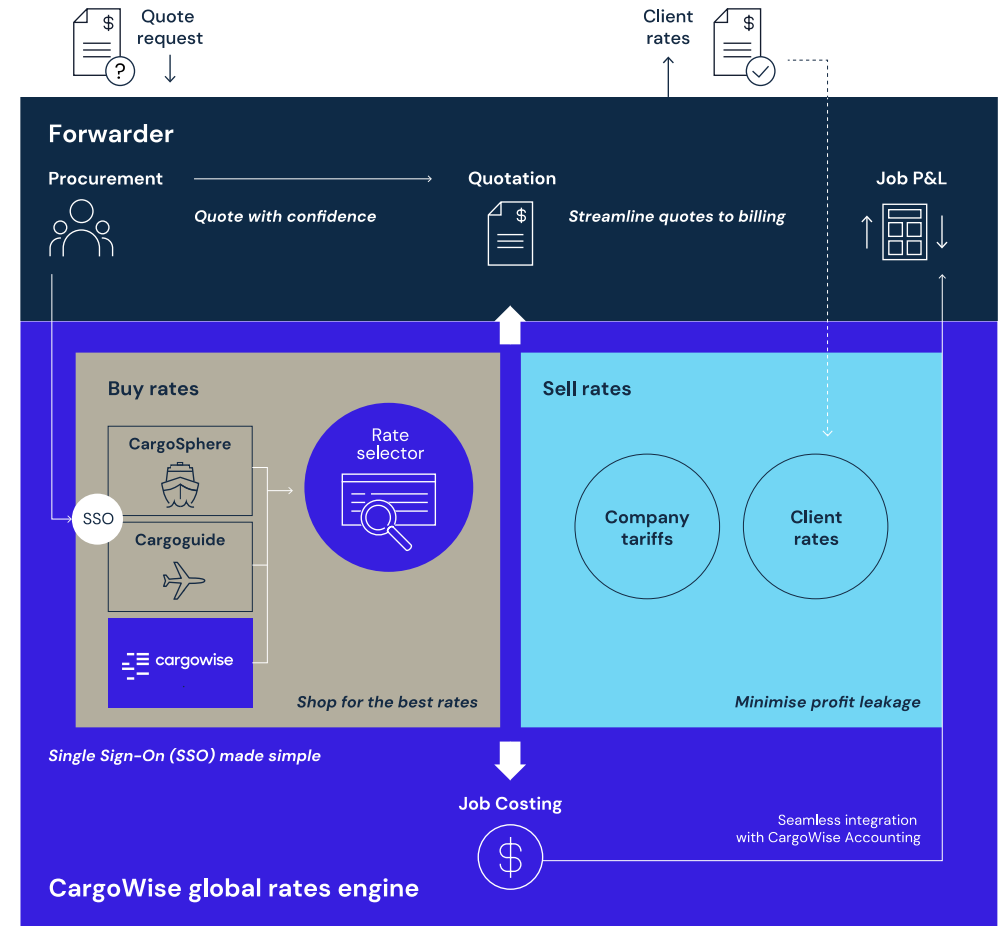 Quote
request
Client
rates
$
?
$
Forwarder
Procurement
Quotation
Job P&L
Quote with confidence
$
Streamline quotes to billing
Buy rates
Sell rates
CargoSphere
Rate
selector
SSO
Cargoguide
Company
tariffs
Client
rates
cargowise
Shop for the best rates
Minimise profit leakage
Single Sign-On (SSO) made simple
Job Costing
$
Seamless integration
with CargoWise Accounting
CargoWise global rates engine